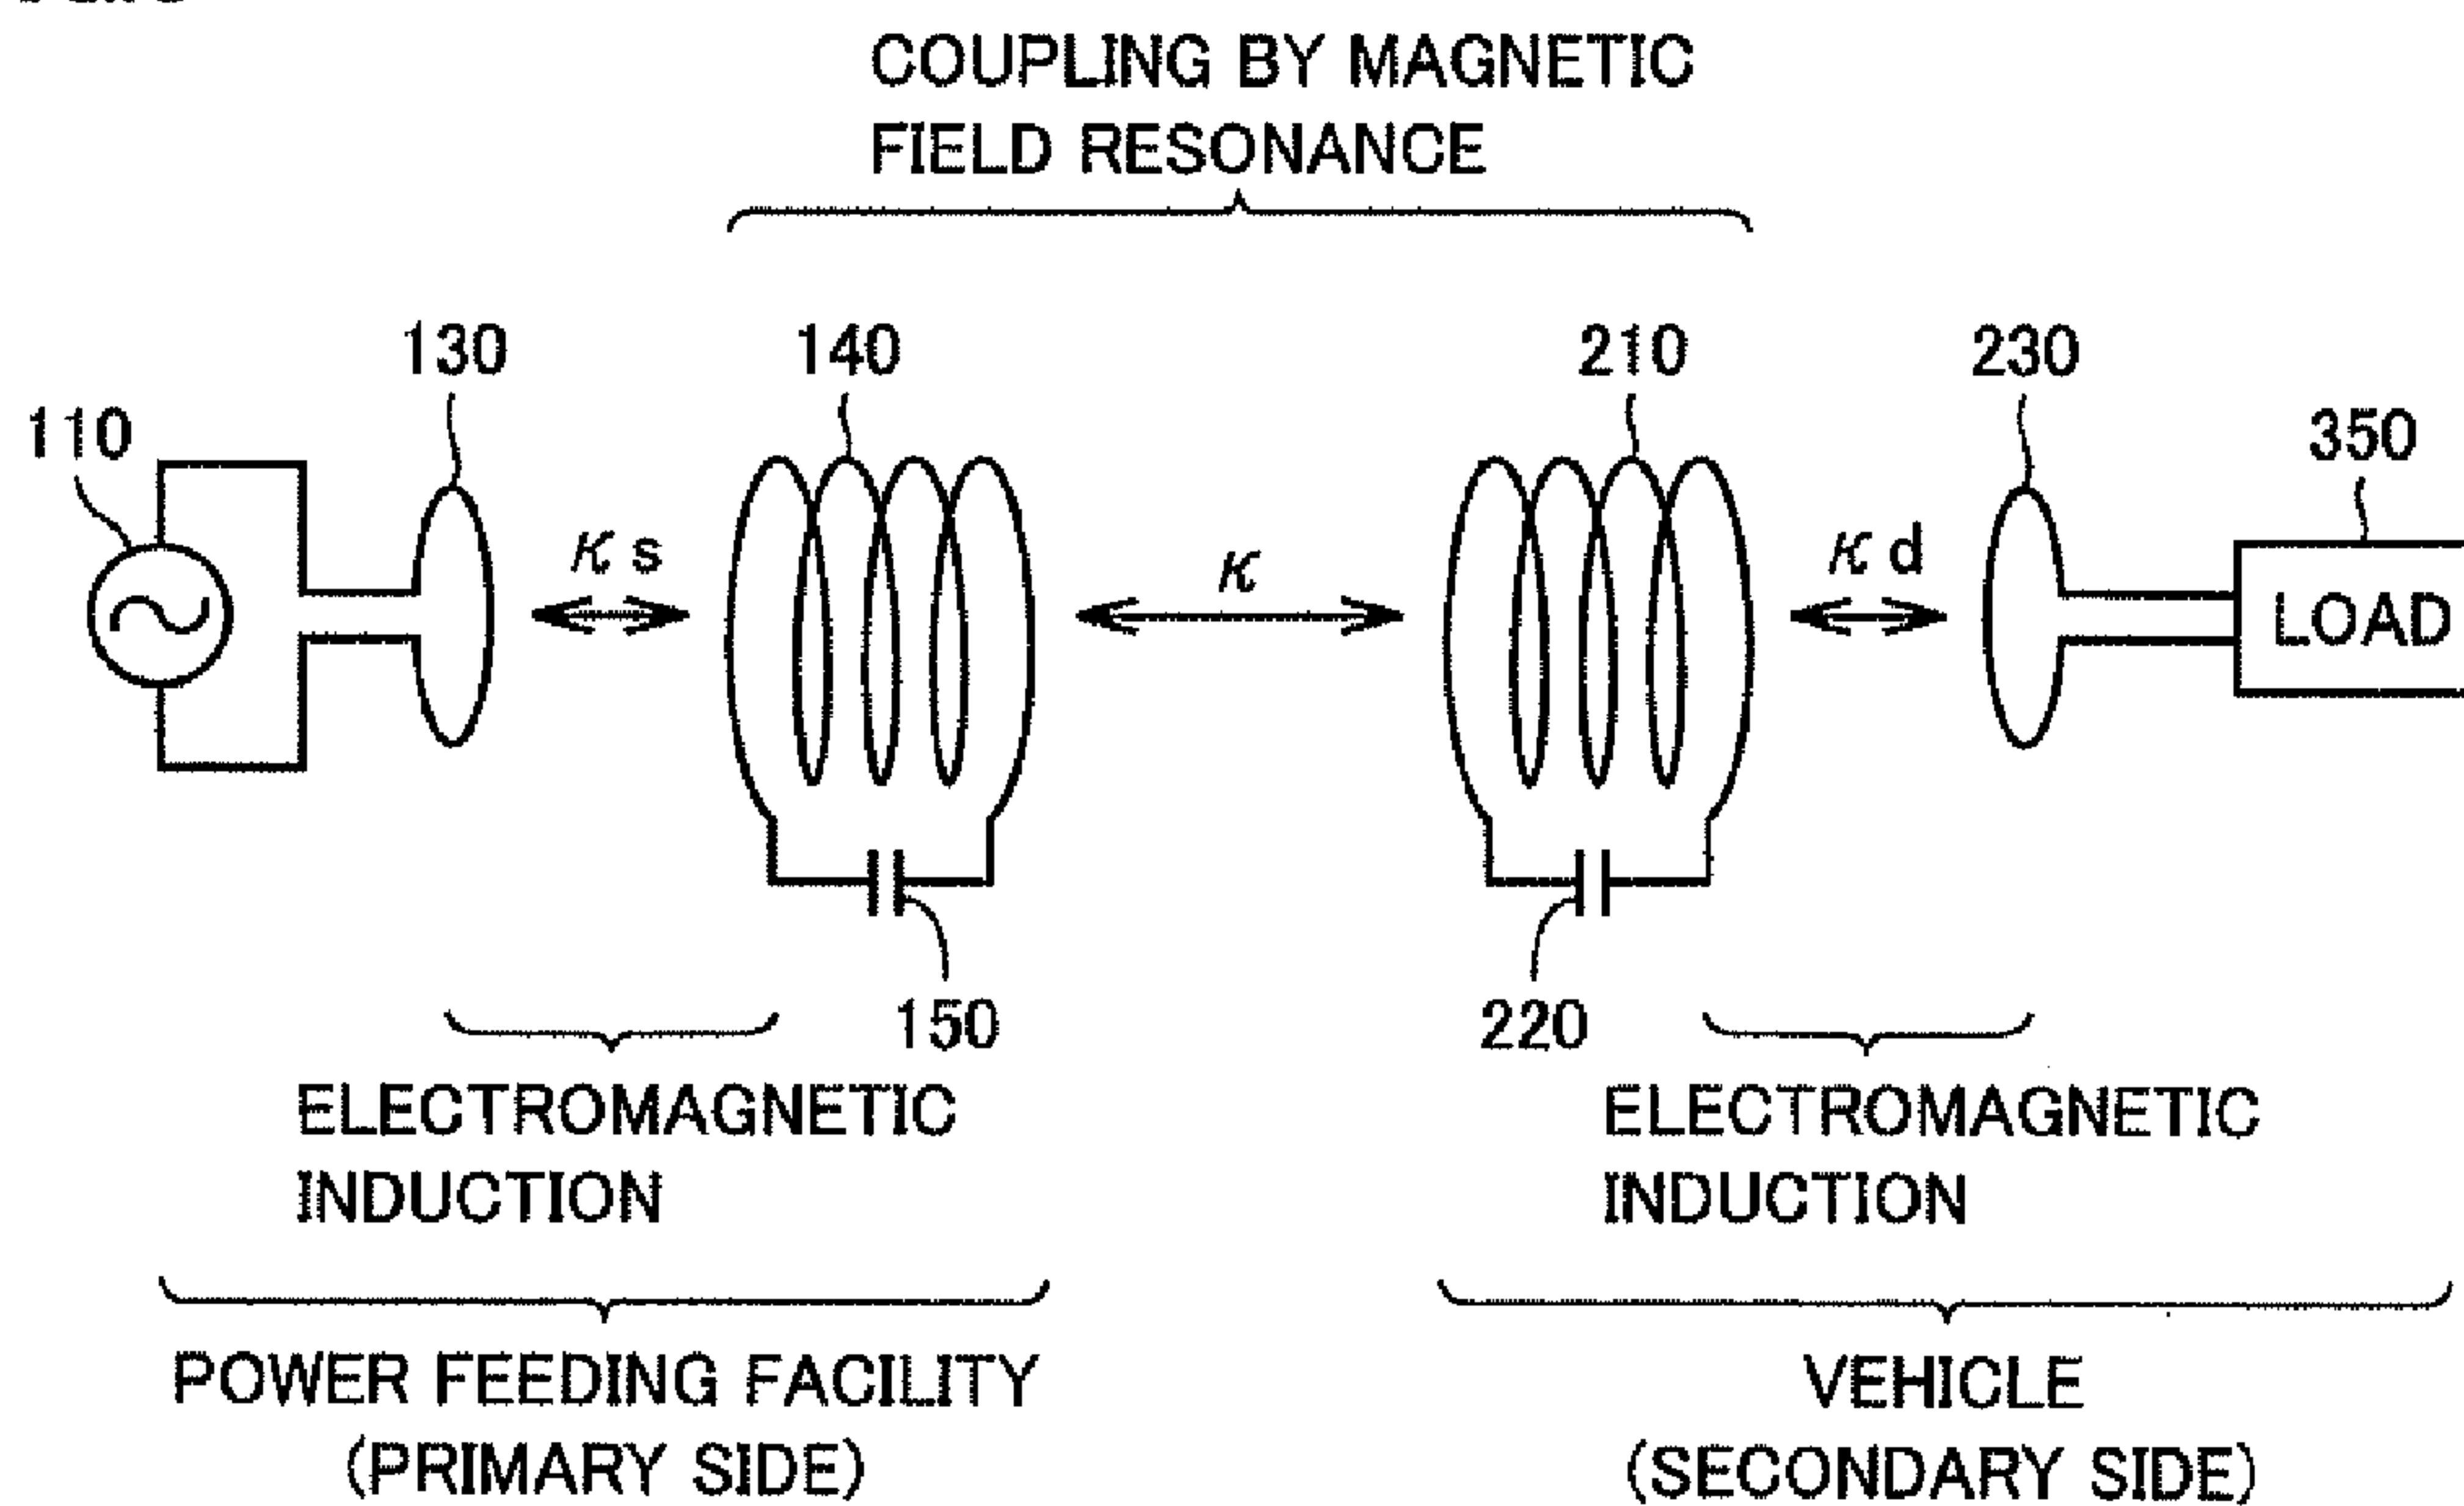 COUPLING BY MAGNETIC
FIELD RESONANCE
130
140
210
230
110
350
κs
κ
κd
LOAD
150
220
ELECTROMAGNETIC
INDUCTION
ELECTROMAGNETIC
INDUCTION
POWER FEEDING FACILITY
(PRIMARY SIDE)
VEHICLE
(SECONDARY SIDE)